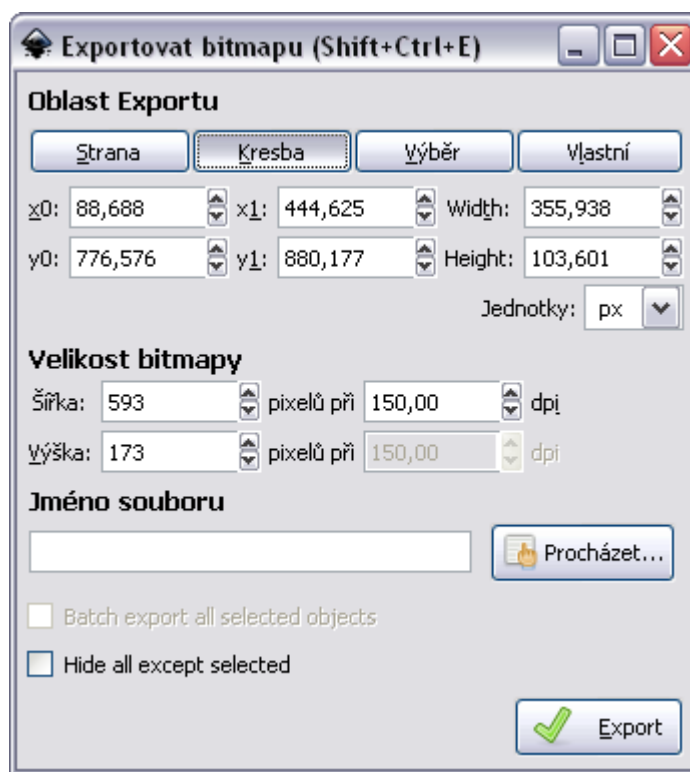 Exportovat bitmapu (Shift+Ctrl+E)
Oblast Exportu
Strana Kresba Výběr Vlastní
x0: 88,688 x1: 444,625 Width: 355,938
y0: 776,576 y1: 880,177 Height: 103,601
Jednotky: px
Velikost bitmapy
Šířka: 593 pixelů při 150,00 dpi
Výška: 173 pixelů při 150,00 dpi
Jméno souboru
Procházet...
Batch export all selected objects
Hide all except selected
Export